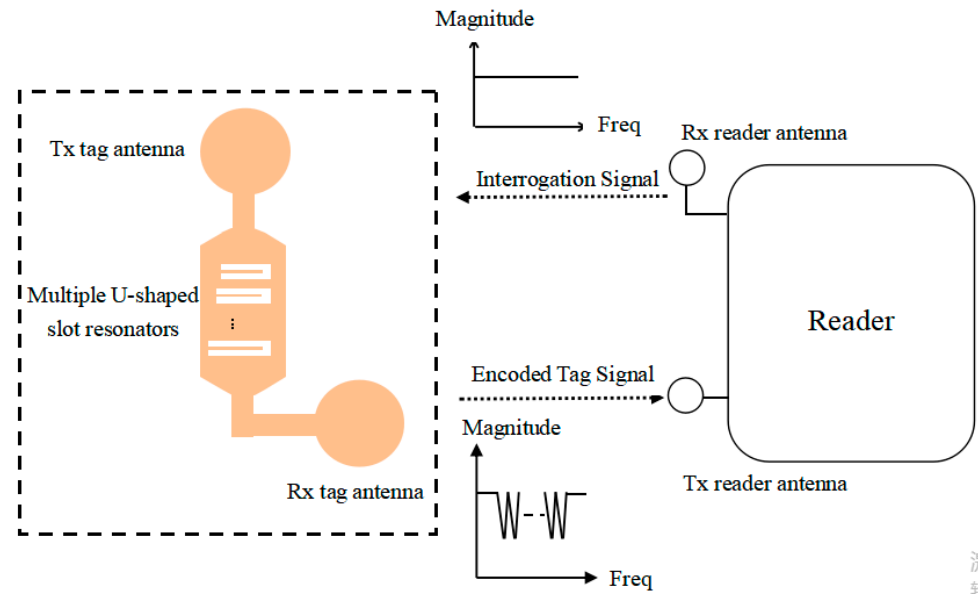 Magnitude
Freq
Tx tag antenna
Rx reader antenna
Interrogation Signal
Multiple U-shaped
slot resonators
Reader
Encoded Tag Signal
Magnitude
Rx tag antenna
Tx reader antenna
Freq